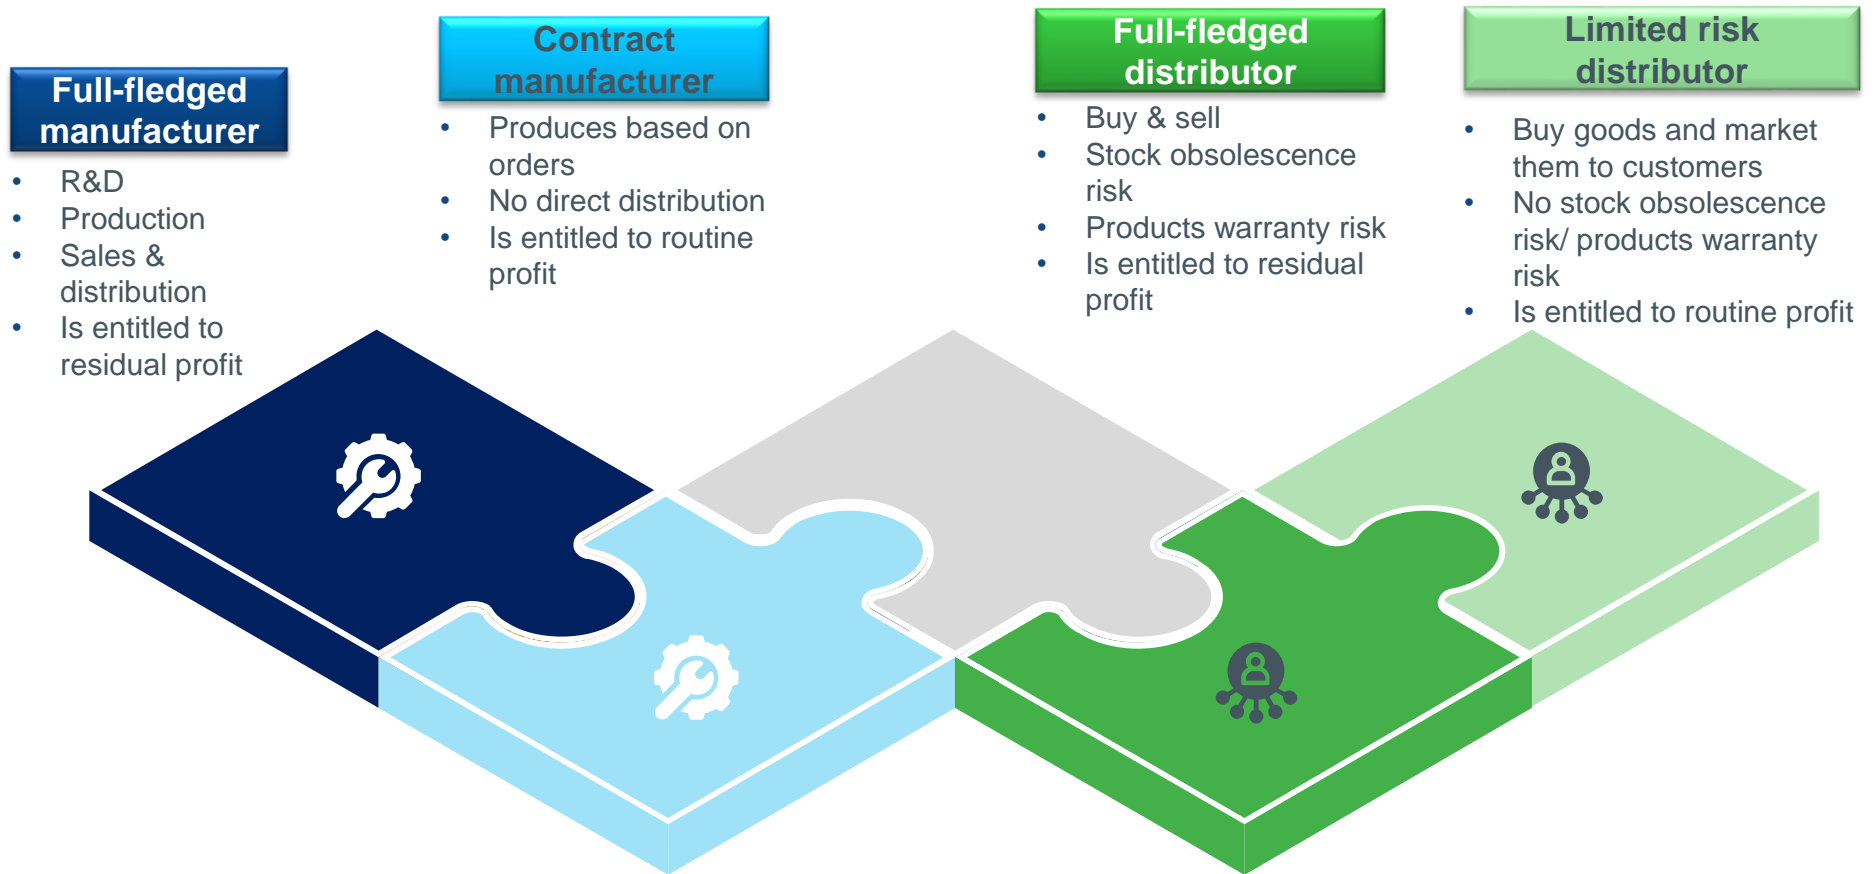 Full-fledged
manufacturer
• R&D
• Production
• Sales &
distribution
• Is entitled to
residual profit
Contract
manufacturer
• Produces based on
orders
• No direct distribution
• Is entitled to routine
profit
Full-fledged
distributor
• Buy & sell
• Stock obsolescence
risk
• Products warranty risk
• Is entitled to residual
profit
Limited risk
distributor
• Buy goods and market
them to customers
• No stock obsolescence
risk/ products warranty
risk
• Is entitled to routine profit